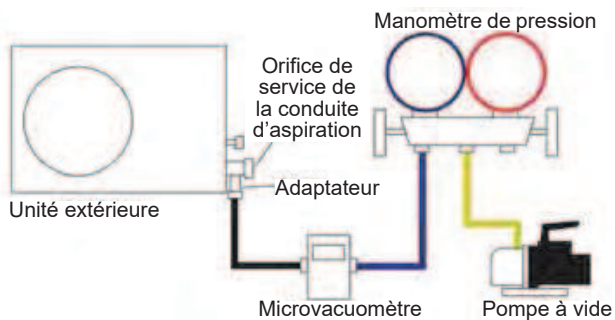 Manomètre de pression
Orifice de
service de
la conduite
d’aspiration
Adaptateur
Unité extérieure
Microvacuomètre
Pompe à vide